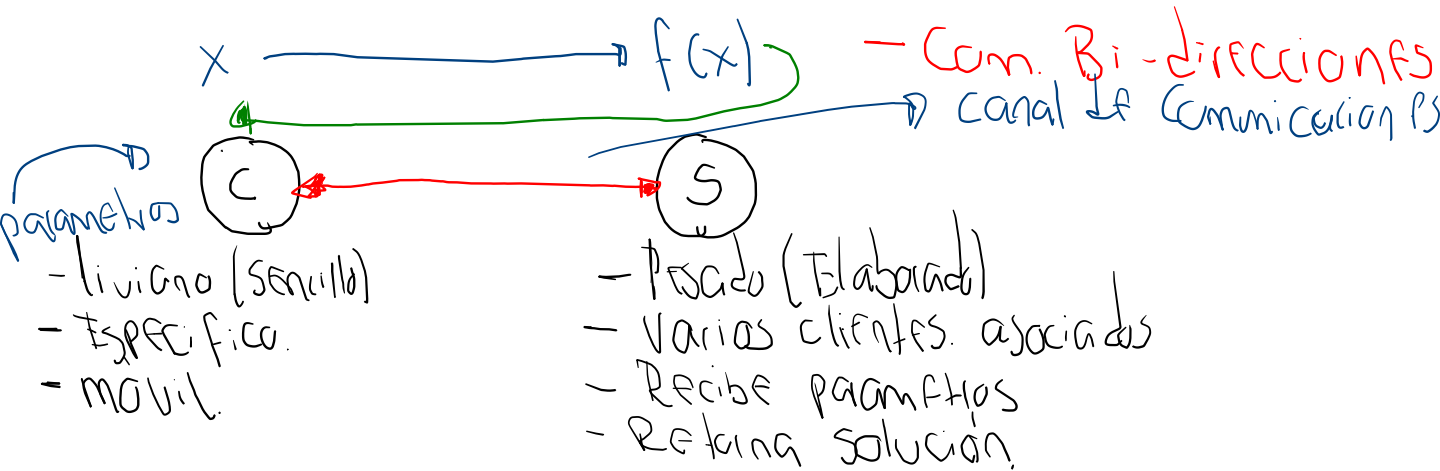 x f(x)
- Com. Bi-direcciones
canal de comunicaciones
C S
parametros
- Liviano (sencillo)
- Especifico.
- movil.
- Pesado (Elaborado)
- varios clientes. asociados
- Recibe parametros
- Retorna solución.